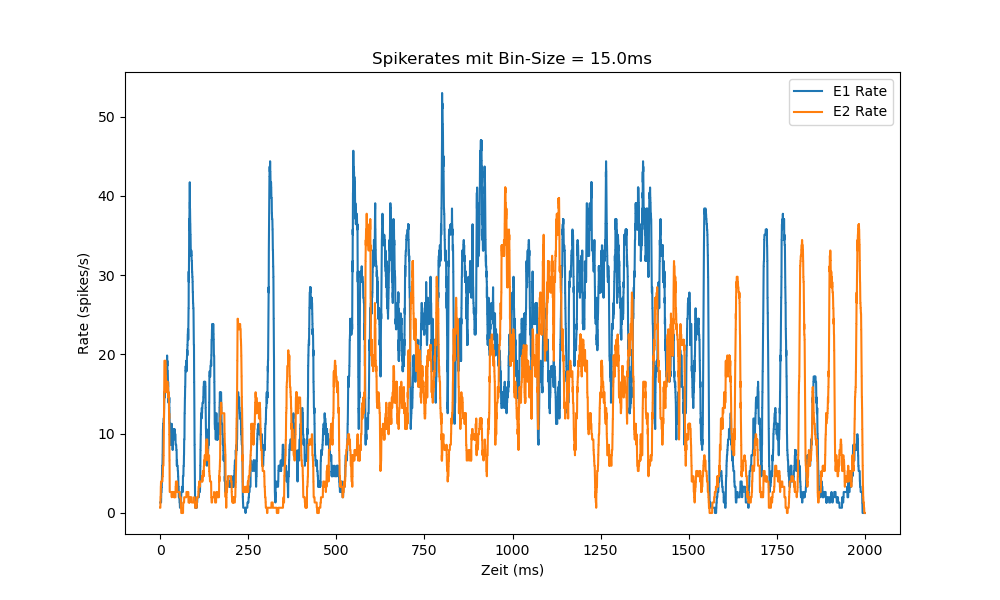 Spikerates mit Bin-Size = 15.0ms
E1 Rate
E2 Rate
Rate (spikes/s)
50
40
30
20
10
0
0 250 500 750 1000 1250 1500 1750 2000
Zeit (ms)